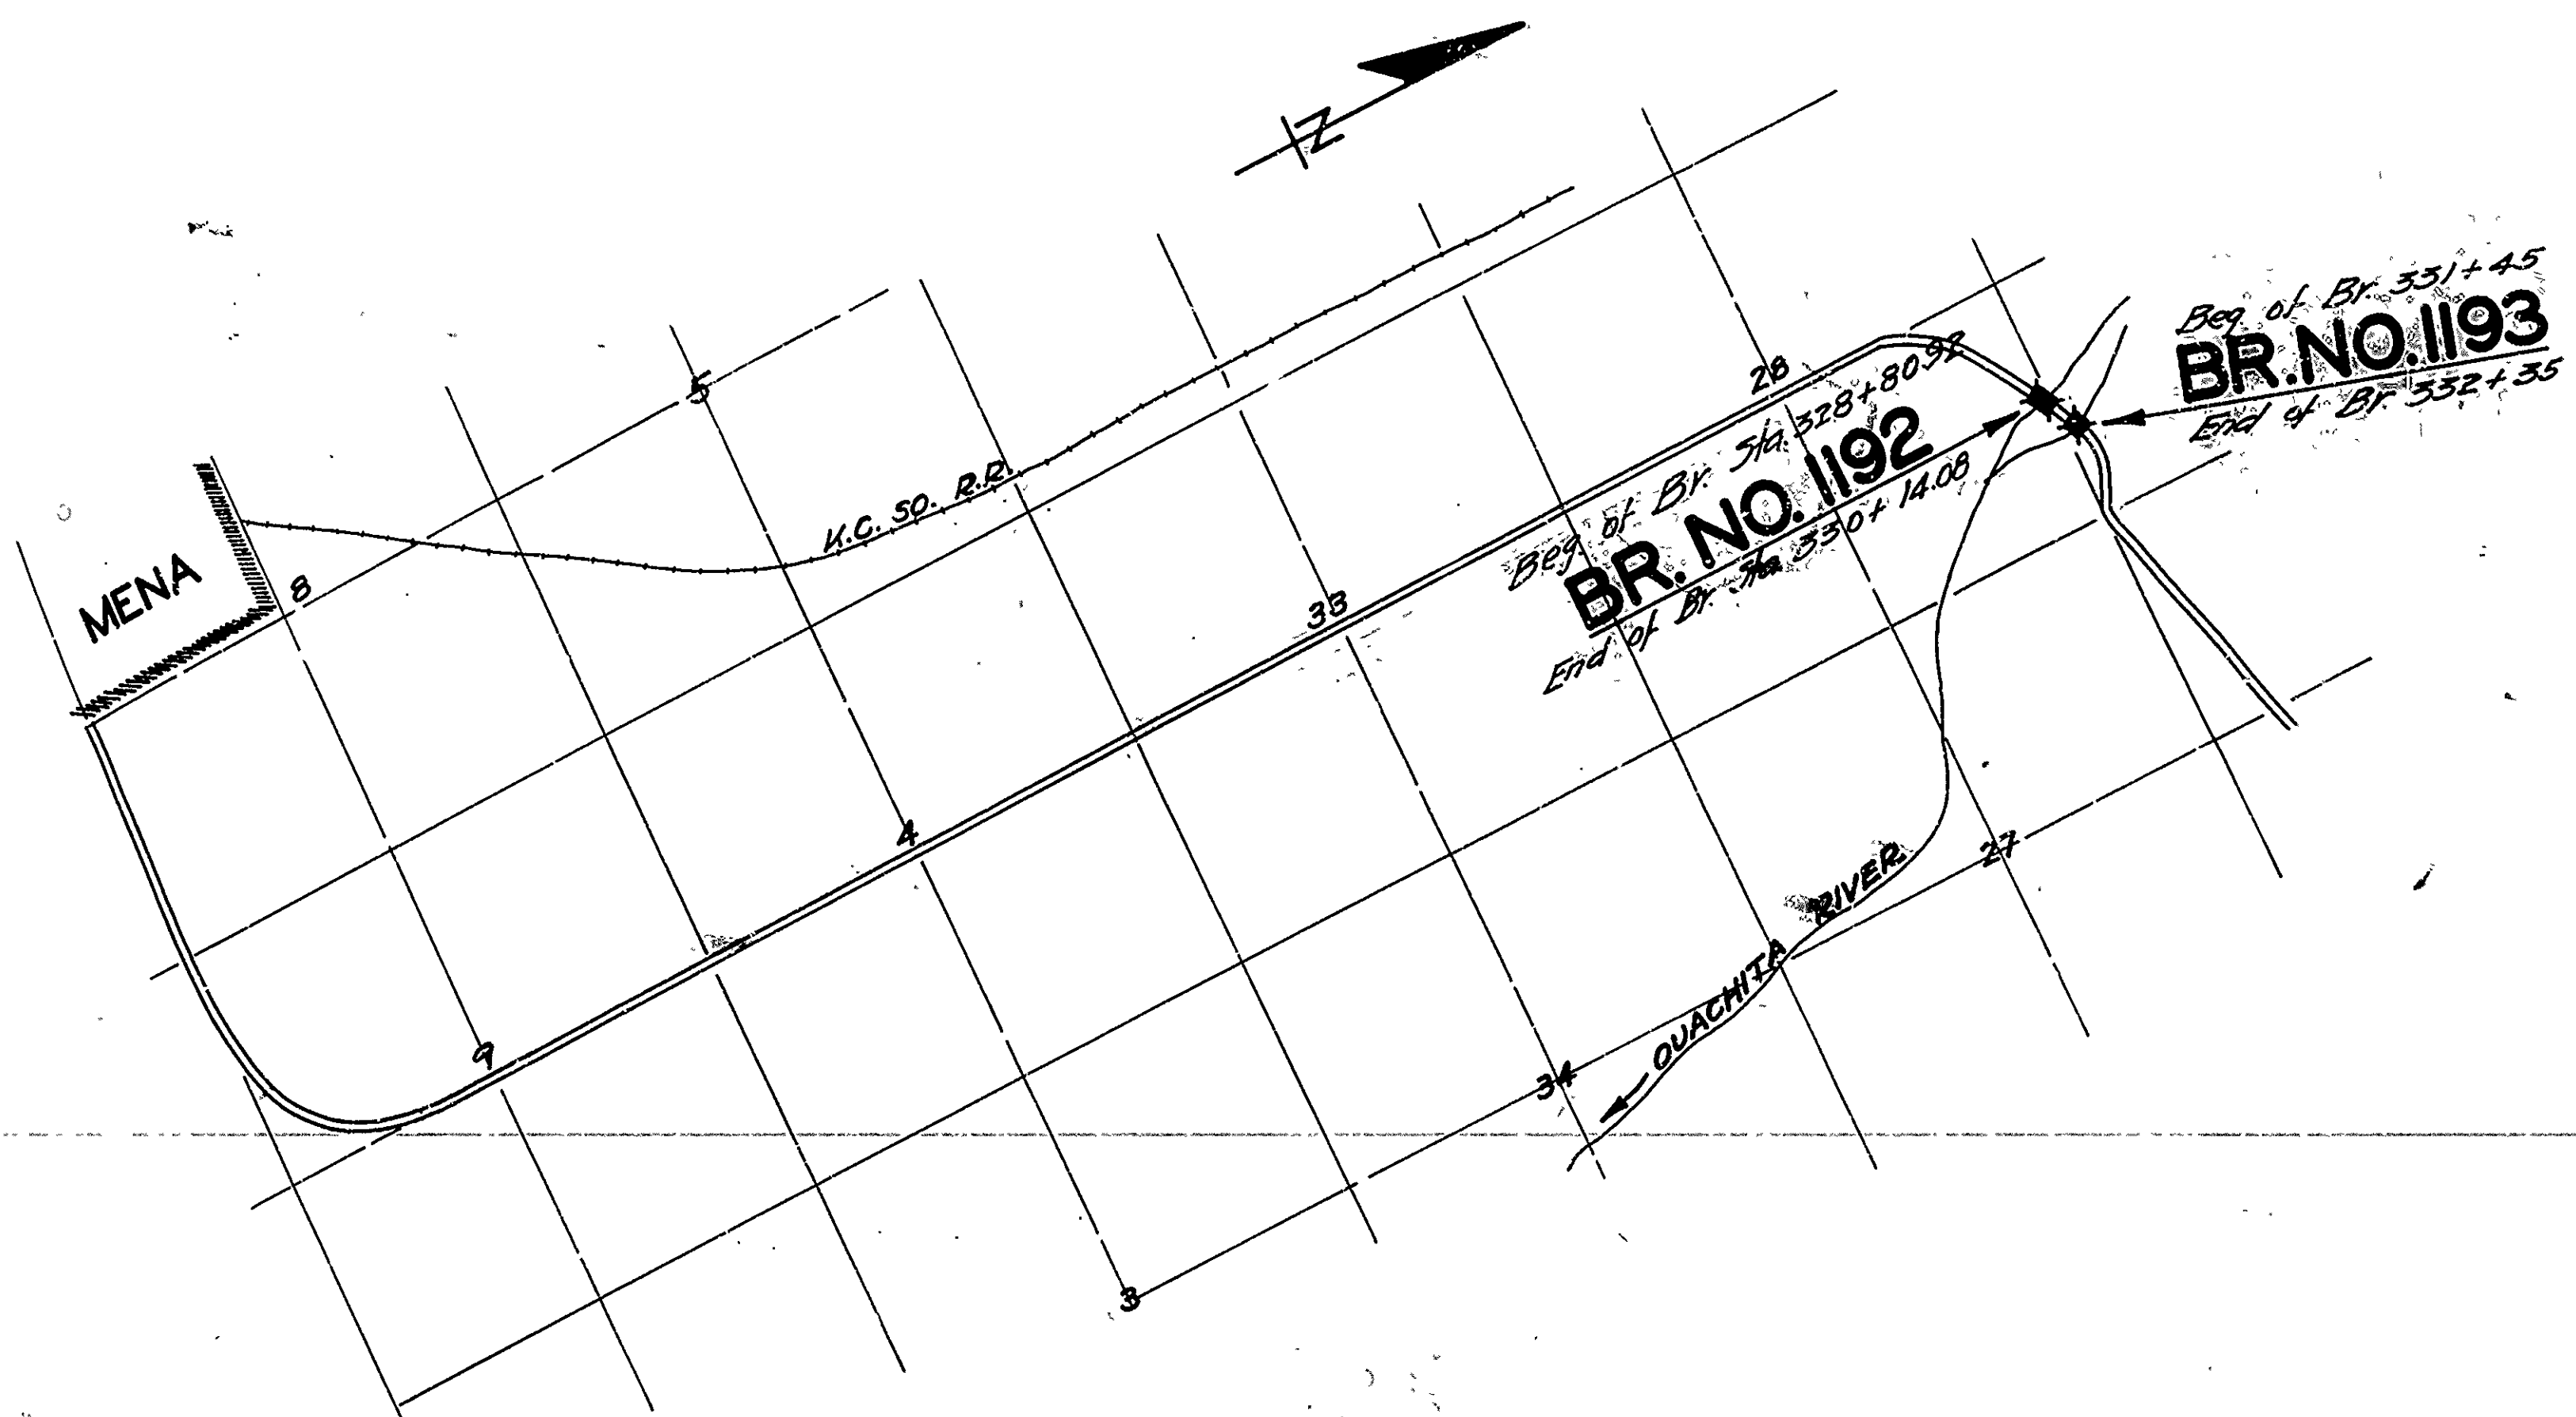 N
Beg of Br. 331+45
BR.NO.1193
End of Br. 332+35
28
Beg. of Br. Sta. 328+80.92
BR. NO. 1192
End of Br. Sta 330+14.08
5
K.C. SO. R.R.
MENA
8
33
4
9
27
OUACHITA RIVER
34
3